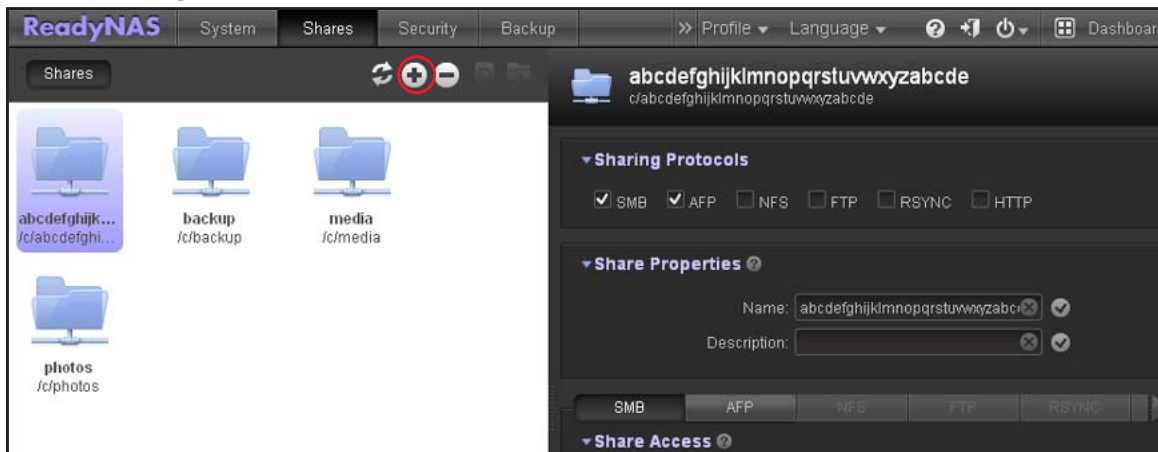 ReadyNAS System Shares Security Backup » Profile Language Dashboar
Shares
abcdefghijklmnopqrstuvwxyzabcde
c/abcdefghijklmnopqrstuvwxyzabcde
Sharing Protocols
SMB AFP NFS FTP RSYNC HTTP
abcdefghijk...
/c/abcdefghi...
backup
/c/backup
media
/c/media
photos
/c/photos
Share Properties
Name: abcdefghijklmnopqrstuvwxyzabc
Description:
SMB AFP NFS FTP RSYNC
Share Access